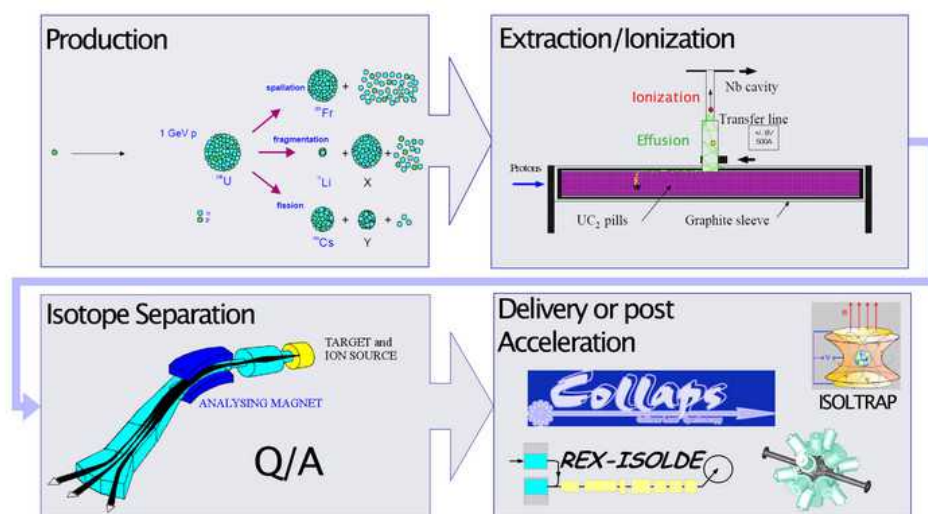 Production
1 GeV p
U
n
p
spallation
Fr
+
fragmentation
Li
+
X
+
fission
Cs
+
Y
+
Extraction/Ionization
Nb cavity
Ionization
Transfer line
Effusion
500A
Protons
UC2 pills
Graphite sleeve
Isotope Separation
TARGET and
ION SOURCE
ANALYSING MAGNET
Q/A
Delivery or post
Acceleration
B
ISOLTRAP
Collaps
REX-ISOLDE